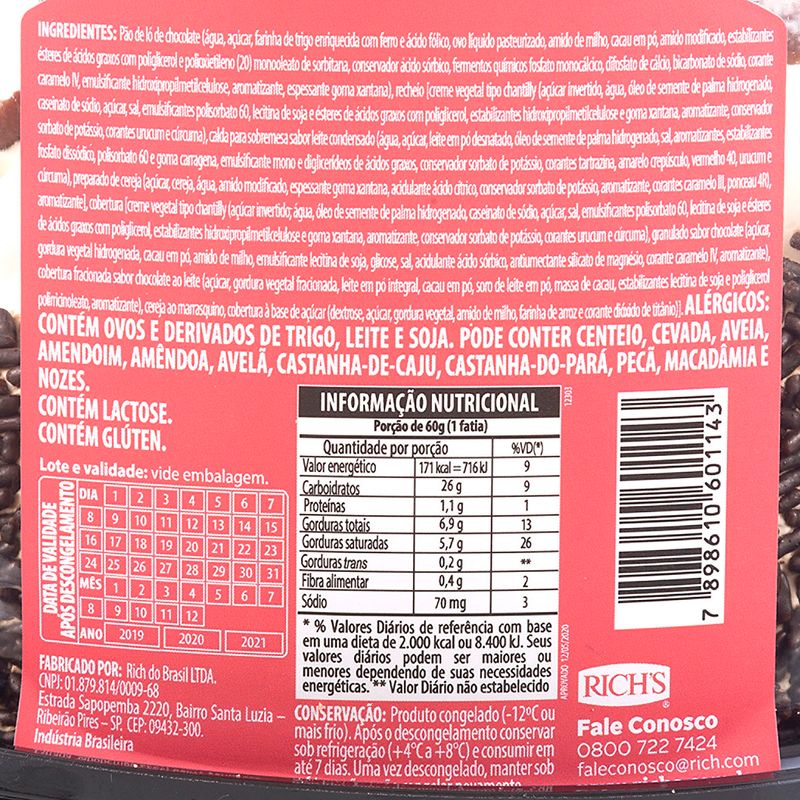 INGREDIENTES: Pão de ló de chocolate (água, açúcar, farinha de trigo enriquecida com ferro e ácido fólico, ovo líquido pasteurizado, amido de milho, cacau em pó, amido modificado, estabilizantes
ésteres de ácidos graxos com poliglicerol e polioxietileno (20) monooleato de sorbitana, conservador ácido sórbico, fermentos químicos fosfato monocálcico, difosfato de cálcio, bicarbonato de sódio, corante
caramelo IV, emulsificante hidroxipropilmetilcelulose, aromatizante, espessante goma xantana), recheio [creme vegetal tipo chantilly (açúcar invertido, água, óleo de semente de palma hidrogenado,
caseinato de sódio, açúcar, sal, emulsificantes polisorbato 60, lecitina de soja e ésteres de ácidos graxos com poliglicerol, estabilizantes hidroxipropilmetilcelulose e goma xantana, aromatizante, conservador
sorbato de potássio, corantes urucum e cúrcuma), calda para sobremesa sabor leite condensado (água, açúcar, leite em pó desnatado, óleo de semente de palma hidrogenado, sal, aromatizantes, estabilizantes
fosfato dissódico, polisorbato 60 e goma carragena, emulsificante mono e diglicerídeos de ácidos graxos, conservador sorbato de potássio, corantes tartrazina, amarelo crepúsculo, vermelho 40, urucum e
cúrcuma), preparado de cereja (açúcar, cereja, água, amido modificado, espessante goma xantana, acidulante ácido cítrico, conservador sorbato de potássio, aromatizante, corantes caramelo III, ponceau 4R),
aromatizante], cobertura [creme vegetal tipo chantilly (açúcar invertido, água, óleo de semente de palma hidrogenado, caseinato de sódio, açúcar, sal, emulsificantes polisorbato 60, lecitina de soja e ésteres
de ácidos graxos com poliglicerol, estabilizantes hidroxipropilmetilcelulose e goma xantana, aromatizante, conservador sorbato de potássio, corantes urucum e cúrcuma), granulado sabor chocolate (açúcar,
gordura vegetal hidrogenada, cacau em pó, amido de milho, emulsificante lecitina de soja, glicose, sal, acidulante ácido sórbico, antiumectante silicato de magnésio, corante caramelo IV, aromatizante),
cobertura fracionada sabor chocolate ao leite (açúcar, gordura vegetal fracionada, leite em pó integral, cacau em pó, soro de leite em pó, massa de cacau, estabilizantes lecitina de soja e poliglicerol
polirricinoleato, aromatizante), cereja ao marrasquino, cobertura à base de açúcar (dextrose, açúcar, gordura vegetal, amido de milho, farinha de arroz e corante dióxido de titânio)]. ALÉRGICOS:
CONTÉM OVOS E DERIVADOS DE TRIGO, LEITE E SOJA. PODE CONTER CENTEIO, CEVADA, AVEIA,
AMENDOIM, AMÊNDOA, AVELÃ, CASTANHA-DE-CAJU, CASTANHA-DO-PARÁ, PECÃ, MACADÂMIA E
NOZES.
CONTÉM LACTOSE.
CONTÉM GLÚTEN.
Lote e validade: vide embalagem.
DATA DE VALIDADE
APÓS DESCONGELAMENTO
DIA 1 2 3 4 5 6 7
8 9 10 11 12 13 14 15
16 17 18 19 20 21 22 23
24 25 26 27 28 29 30 31
MÊS 1 2 3 4 5 6 7
8 9 10 11 12
ANO 2019 2020 2021
FABRICADO POR: Rich do Brasil LTDA.
CNPJ: 01.879.814/0009-68
Estrada Sapopemba 2220, Bairro Santa Luzia –
Ribeirão Pires – SP. CEP: 09432-300.
Indústria Brasileira
INFORMAÇÃO NUTRICIONAL
Porção de 60g (1 fatia)
Quantidade por porção %VD(*)
Valor energético 171 kcal = 716 kJ 9
Carboidratos 26 g 9
Proteínas 1,1 g 1
Gorduras totais 6,9 g 13
Gorduras saturadas 5,7 g 26
Gorduras trans 0,2 g **
Fibra alimentar 0,4 g 2
Sódio 70 mg 3
* % Valores Diários de referência com base
em uma dieta de 2.000 kcal ou 8.400 kJ. Seus
valores diários podem ser maiores ou
menores dependendo de suas necessidades
energéticas. ** Valor Diário não estabelecido
12303
APROVADO 12/05/2020
CONSERVAÇÃO: Produto congelado (-12ºC ou
mais frio). Após o descongelamento conservar
sob refrigeração (+4°C a +8°C) e consumir em
até 7 dias. Uma vez descongelado, manter sob
7 898610 601143
RICH'S
®
Fale Conosco
0800 722 7424
faleconosco@rich.com